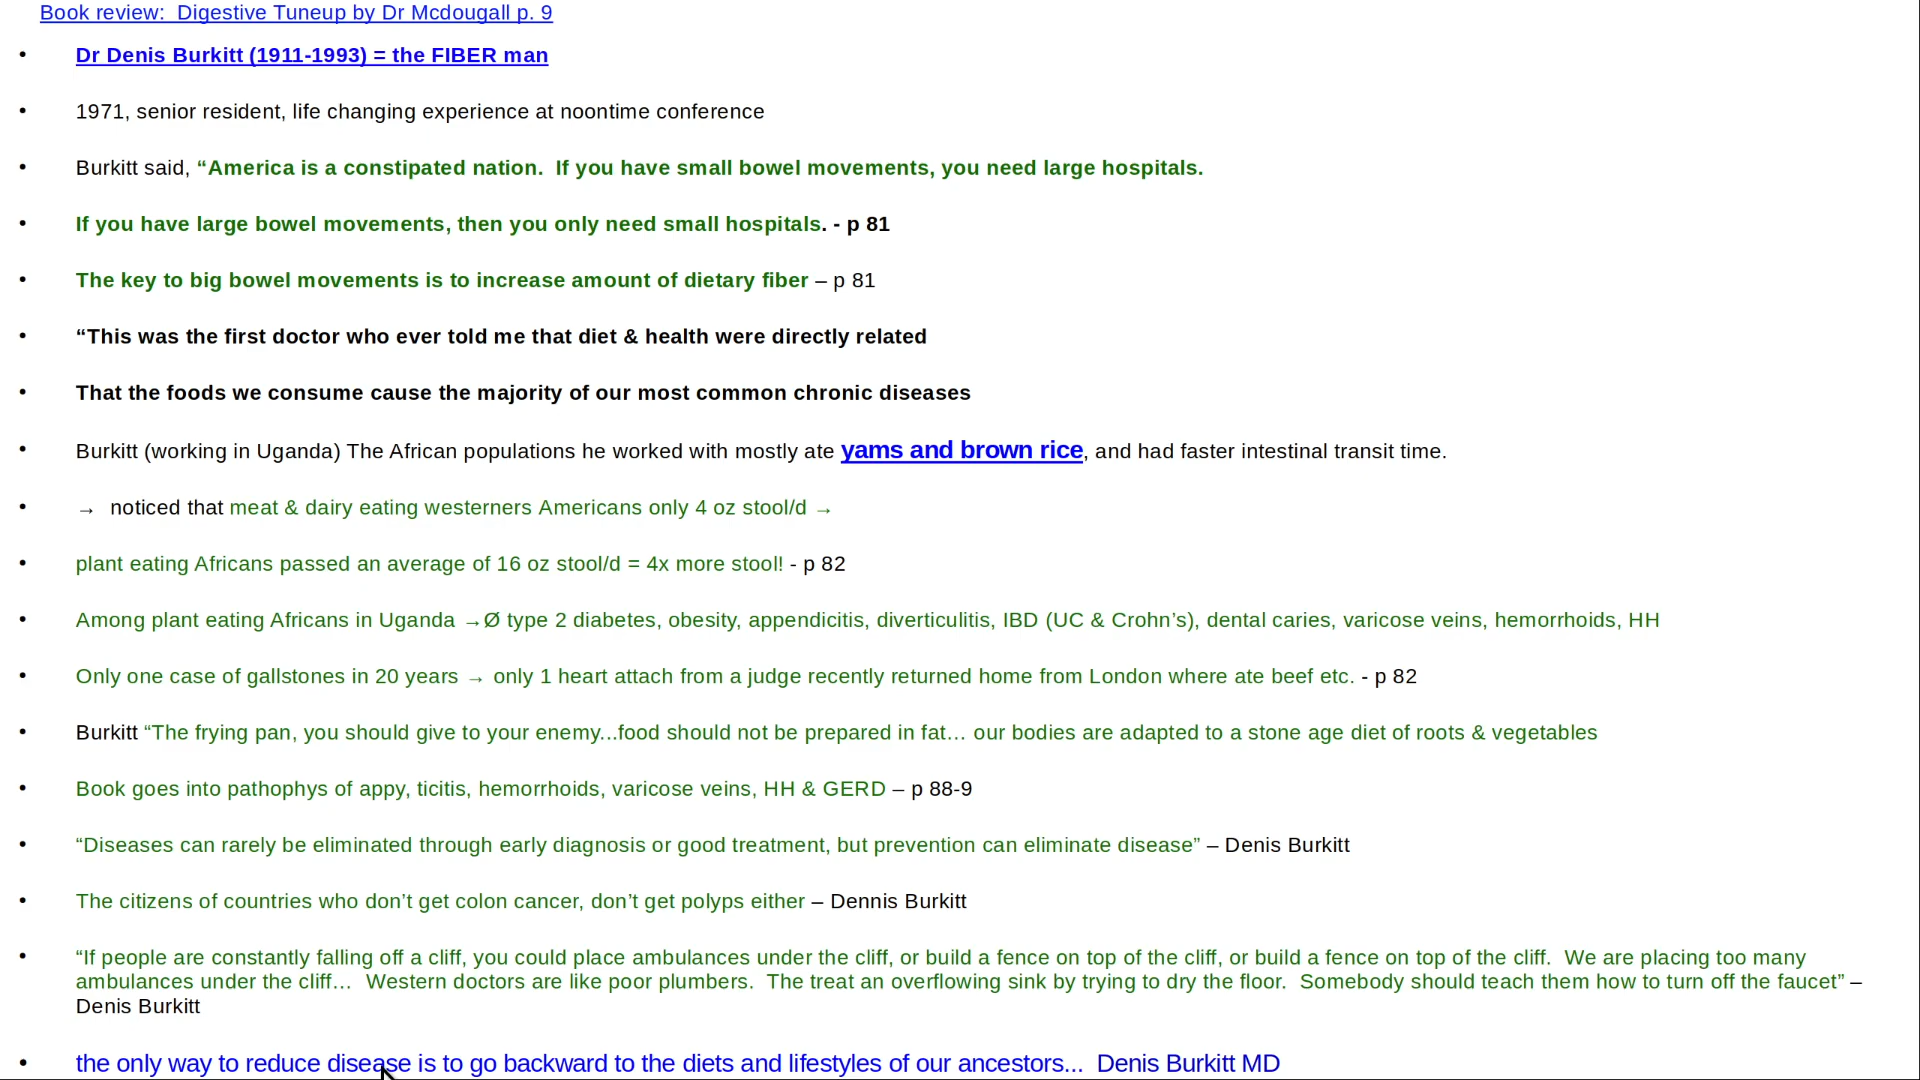 Book review:  Digestive Tuneup by Dr Mcdougall p. 9
• Dr Denis Burkitt (1911-1993) = the FIBER man
• 1971, senior resident, life changing experience at noontime conference
• Burkitt said, “America is a constipated nation.  If you have small bowel movements, you need large hospitals.
• If you have large bowel movements, then you only need small hospitals. - p 81
• The key to big bowel movements is to increase amount of dietary fiber – p 81
• “This was the first doctor who ever told me that diet & health were directly related
• That the foods we consume cause the majority of our most common chronic diseases
• Burkitt (working in Uganda) The African populations he worked with mostly ate yams and brown rice, and had faster intestinal transit time.
• → noticed that meat & dairy eating westerners Americans only 4 oz stool/d →
• plant eating Africans passed an average of 16 oz stool/d = 4x more stool! - p 82
• Among plant eating Africans in Uganda →Ø type 2 diabetes, obesity, appendicitis, diverticulitis, IBD (UC & Crohn’s), dental caries, varicose veins, hemorrhoids, HH
• Only one case of gallstones in 20 years → only 1 heart attach from a judge recently returned home from London where ate beef etc. - p 82
• Burkitt “The frying pan, you should give to your enemy...food should not be prepared in fat… our bodies are adapted to a stone age diet of roots & vegetables
• Book goes into pathophys of appy, ticitis, hemorrhoids, varicose veins, HH & GERD – p 88-9
• “Diseases can rarely be eliminated through early diagnosis or good treatment, but prevention can eliminate disease” – Denis Burkitt
• The citizens of countries who don’t get colon cancer, don’t get polyps either – Dennis Burkitt
• “If people are constantly falling off a cliff, you could place ambulances under the cliff, or build a fence on top of the cliff, or build a fence on top of the cliff.  We are placing too many
ambulances under the cliff…  Western doctors are like poor plumbers.  The treat an overflowing sink by trying to dry the floor.  Somebody should teach them how to turn off the faucet” –
Denis Burkitt
• the only way to reduce disease is to go backward to the diets and lifestyles of our ancestors...  Denis Burkitt MD